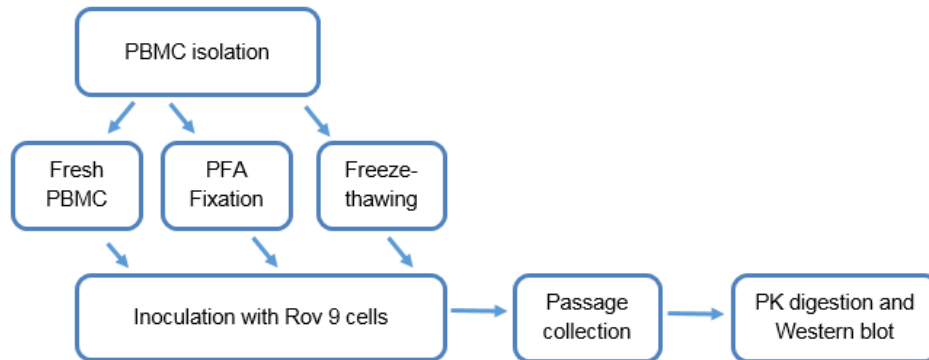 PBMC isolation
Fresh
PBMC
PFA
Fixation
Freeze-
thawing
Inoculation with Rov 9 cells
Passage
collection
PK digestion and
Western blot